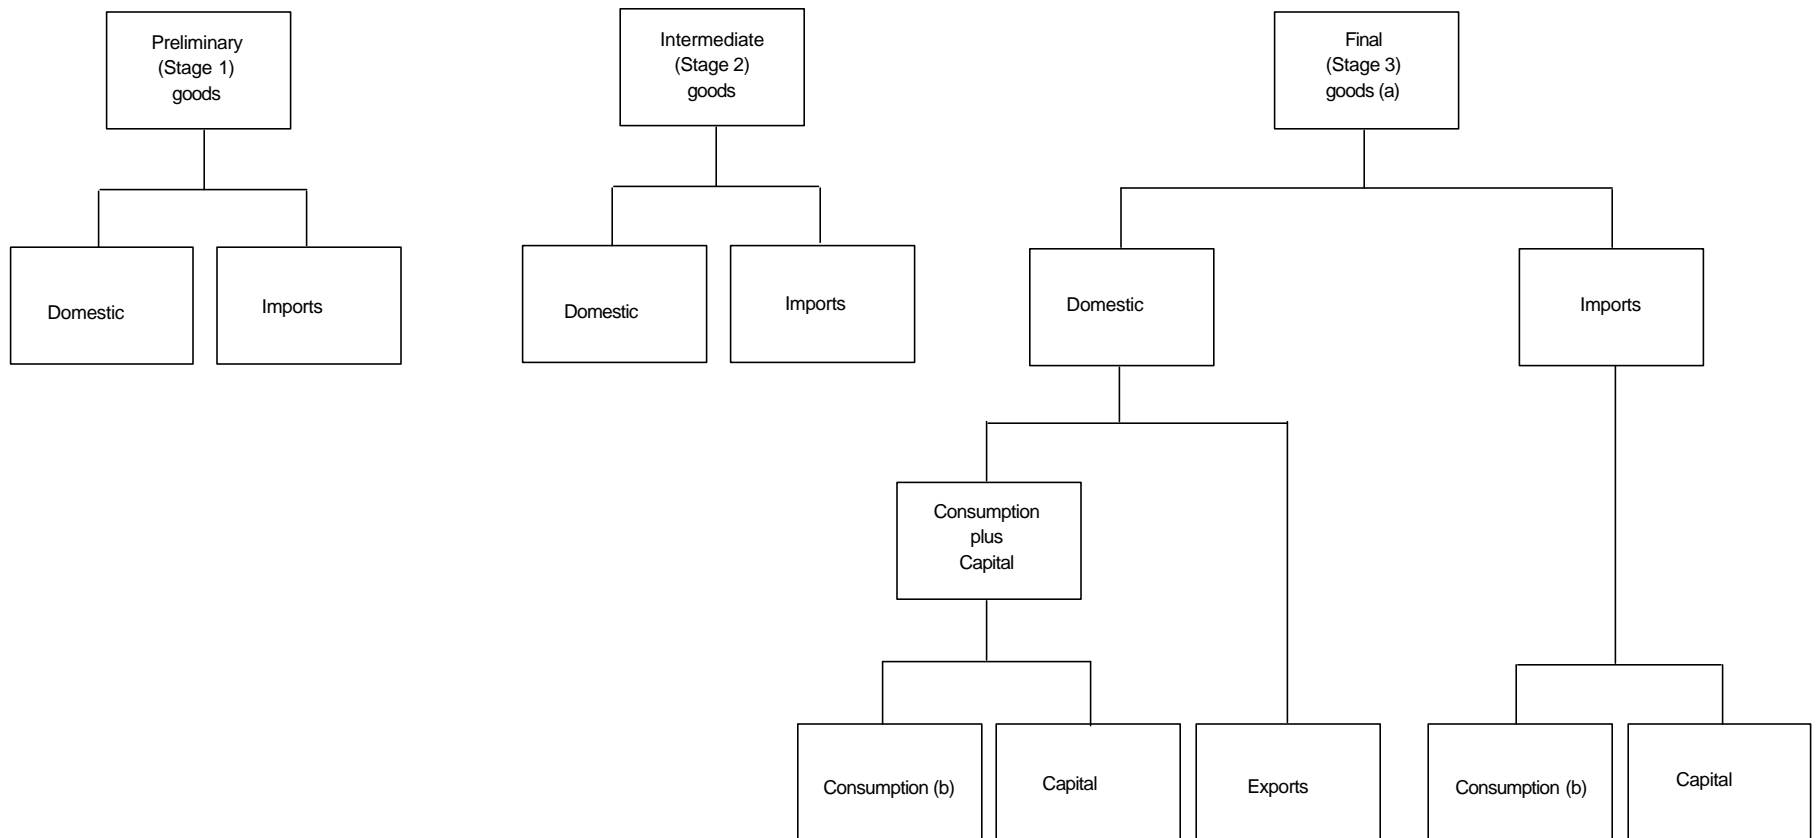 Preliminary
(Stage 1)
goods
Intermediate
(Stage 2)
goods
Final
(Stage 3)
goods (a)
Domestic
Imports
Domestic
Imports
Domestic
Imports
Consumption
plus
Capital
Consumption (b)
Capital
Exports
Consumption (b)
Capital